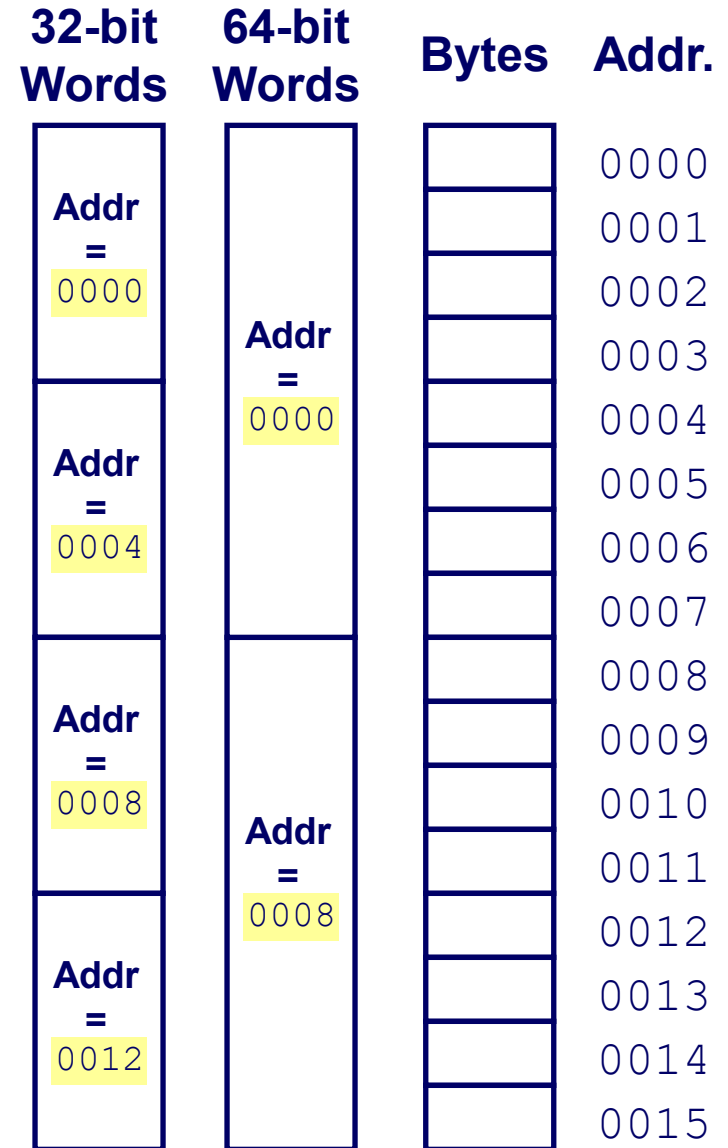 32-bit
Words
64-bit
Words
Bytes
Addr.
Addr
=
0000
Addr
=
0004
Addr
=
0008
Addr
=
0012
Addr
=
0000
Addr
=
0008
0000
0001
0002
0003
0004
0005
0006
0007
0008
0009
0010
0011
0012
0013
0014
0015